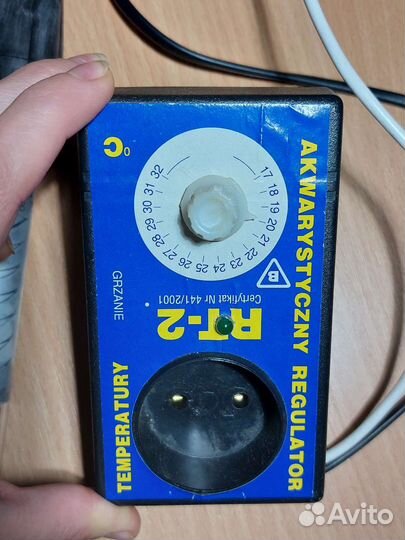 AKWARYSTYCZNY REGULATOR
TEMPERATURY
°C
17 18 19 20 21 22 23 24 25 26 27 28 29 30 31 32
B
GRZANIE
Certyfikat Nr 441/2001
RT-2
Avito